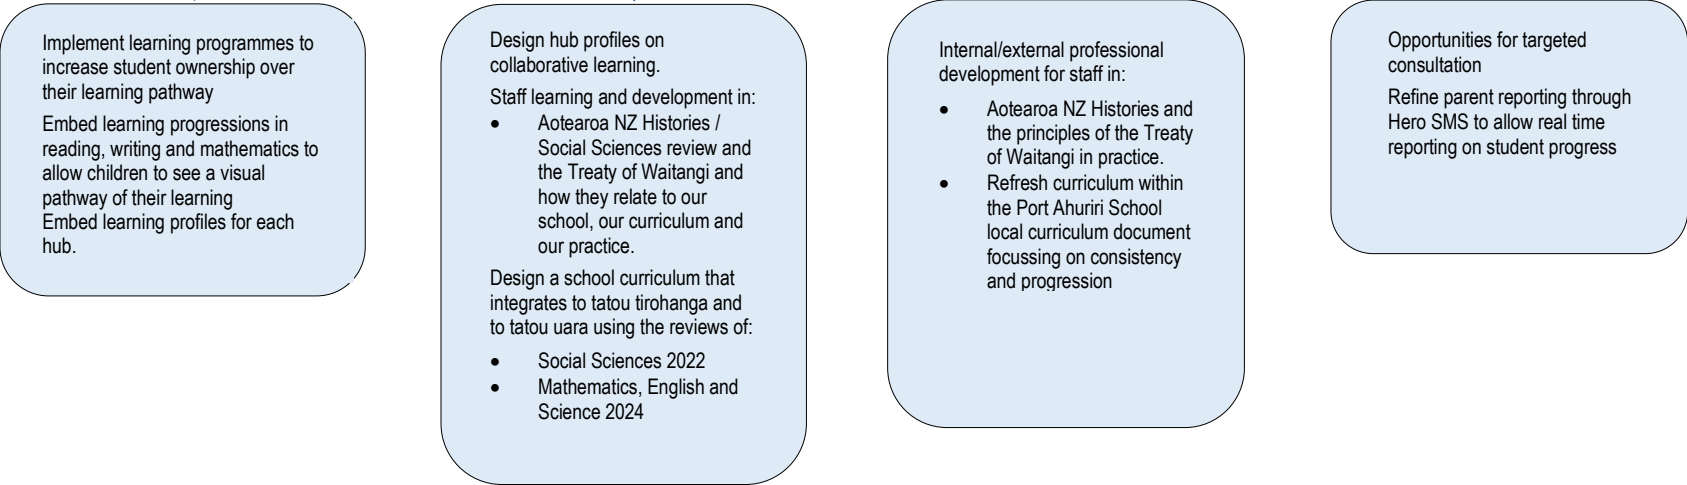 Implement learning programmes to
increase student ownership over
their learning pathway
Embed learning progressions in
reading, writing and mathematics to
allow children to see a visual
pathway of their learning
Embed learning profiles for each
hub.
Design hub profiles on
collaborative learning.
Staff learning and development in:
• Aotearoa NZ Histories /
Social Sciences review and
the Treaty of Waitangi and
how they relate to our
school, our curriculum and
our practice.
Design a school curriculum that
integrates to tatou tirohanga and
to tatou uara using the reviews of:
• Social Sciences 2022
• Mathematics, English and
Science 2024
Internal/external professional
development for staff in:
• Aotearoa NZ Histories and
the principles of the Treaty
of Waitangi in practice.
• Refresh curriculum within
the Port Ahuriri School
local curriculum document
focussing on consistency
and progression
Opportunities for targeted
consultation
Refine parent reporting through
Hero SMS to allow real time
reporting on student progress